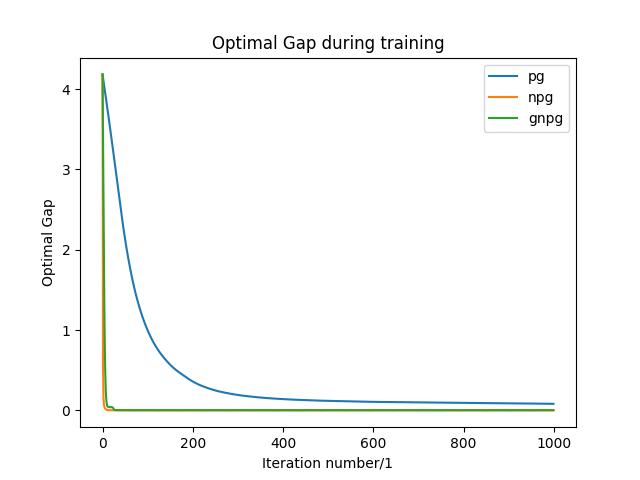 Optimal Gap during training
pg
npg
gnpg
Optimal Gap
4
3
2
1
0
0 200 400 600 800 1000
Iteration number/1